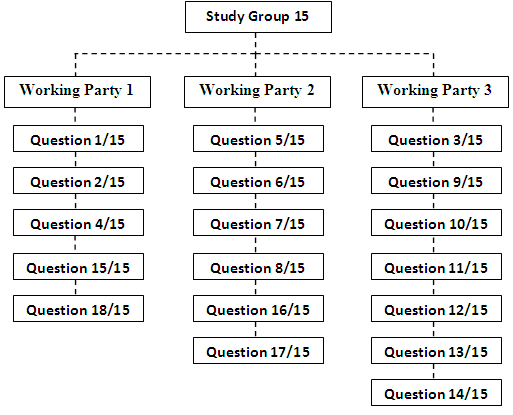 Study Group 15
Working Party 1
Question 1/15
Question 2/15
Question 4/15
Question 15/15
Question 18/15
Working Party 2
Question 5/15
Question 6/15
Question 7/15
Question 8/15
Question 16/15
Question 17/15
Working Party 3
Question 3/15
Question 9/15
Question 10/15
Question 11/15
Question 12/15
Question 13/15
Question 14/15